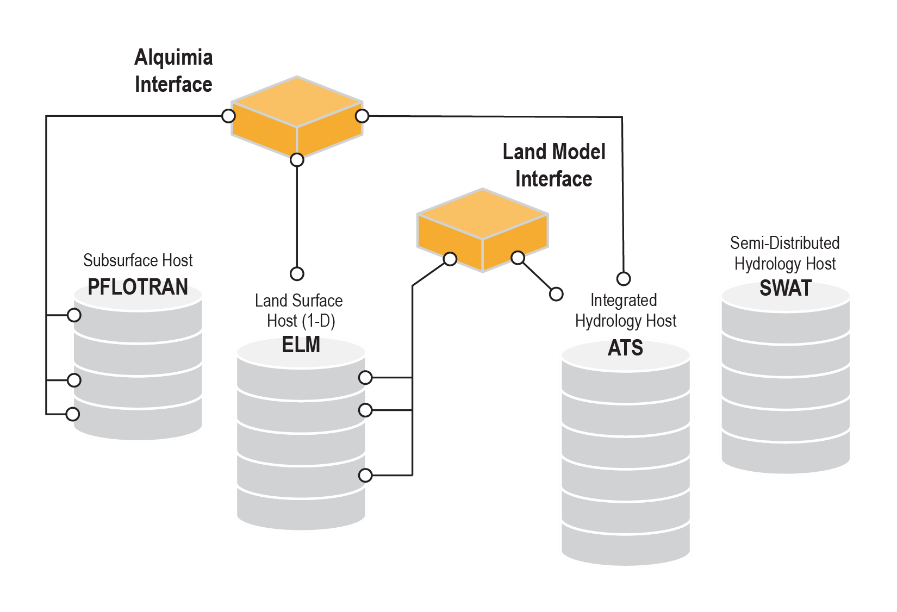 Alquimia
Interface
Land Model
Interface
Subsurface Host
PFLOTRAN
Land Surface
Host (1-D)
ELM
Integrated
Hydrology Host
ATS
Semi-Distributed
Hydrology Host
SWAT